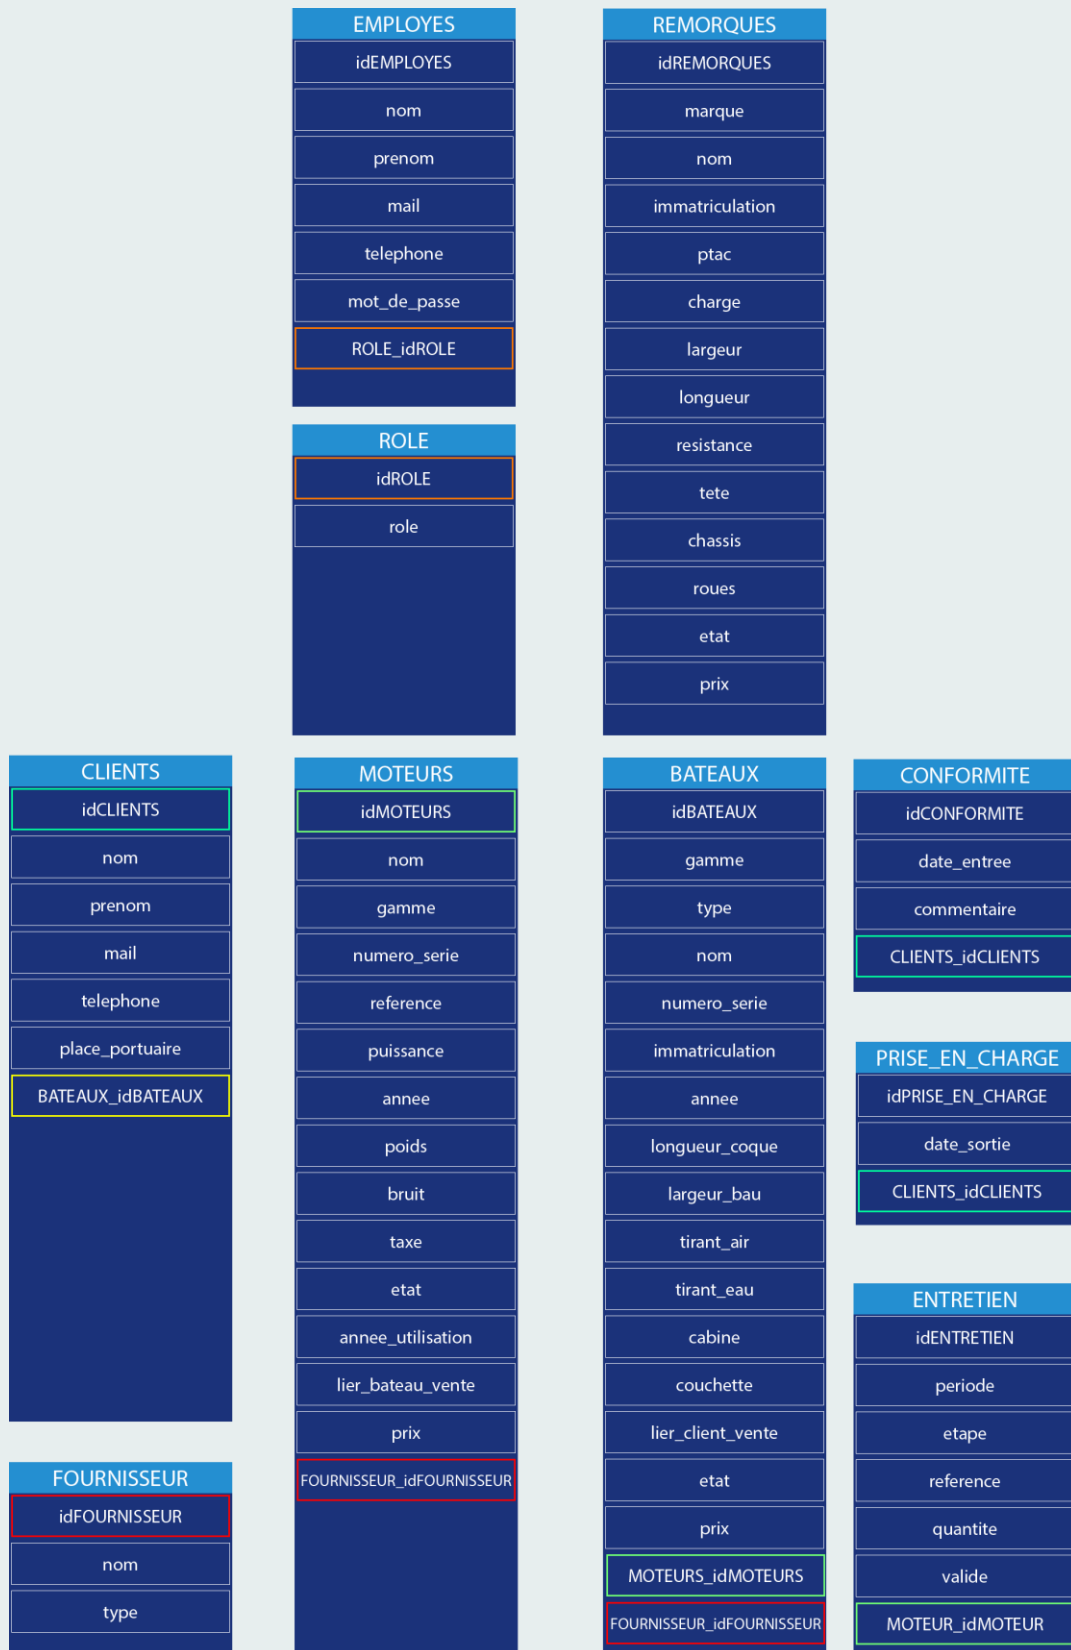 EMPLOYES
idEMPLOYES
nom
prenom
mail
telephone
mot_de_passe
ROLE_idROLE
REMORQUES
idREMORQUES
marque
nom
immatriculation
ptac
charge
largeur
longueur
resistance
tete
chassis
roues
etat
prix
ROLE
idROLE
role
CLIENTS
idCLIENTS
nom
prenom
mail
telephone
place_portuaire
BATEAUX_idBATEAUX
FOURNISSEUR
idFOURNISSEUR
nom
type
MOTEURS
idMOTEURS
nom
gamme
numero_serie
reference
puissance
annee
poids
bruit
taxe
etat
annee_utilisation
lier_bateau_vente
prix
FOURNISSEUR_idFOURNISSEUR
BATEAUX
idBATEAUX
gamme
type
nom
numero_serie
immatriculation
annee
longueur_coque
largeur_bau
tirant_air
tirant_eau
cabine
couchette
lier_client_vente
etat
prix
MOTEURS_idMOTEURS
FOURNISSEUR_idFOURNISSEUR
CONFORMITE
idCONFORMITE
date_entree
commentaire
CLIENTS_idCLIENTS
PRISE_EN_CHARGE
idPRISE_EN_CHARGE
date_sortie
CLIENTS_idCLIENTS
ENTRETIEN
idENTRETIEN
periode
etape
reference
quantite
valide
MOTEUR_idMOTEUR